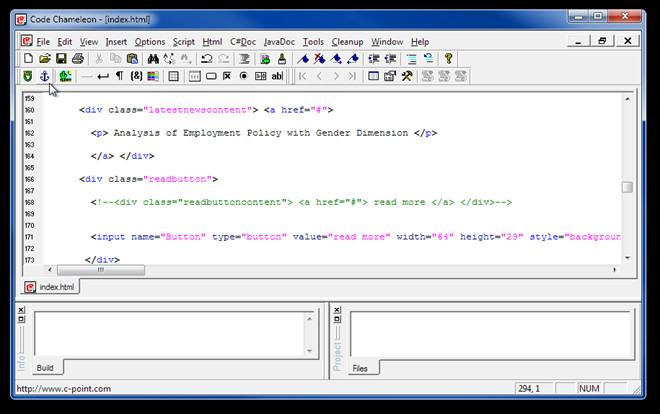 Code Chameleon - [index.html]
File Edit View Insert Options Script Html C#Doc JavaDoc Tools Cleanup Window Help
159
160 <div class="latestnewscontent"> <a href="#">
161
162 <p> Analysis of Employment Policy with Gender Dimension </p>
163
164 </a> </div>
165
166 <div class="readbutton">
167
168 <!--<div class="readbuttoncontent"> <a href="#"> read more </a> </div>-->
169
170
171 <input name="Button" type="button" value="read more" width="64" height="29" style="backgroun
172
173 </div>
index.html
Info
Build
Project
Files
http://www.c-point.com 294, 1 NUM